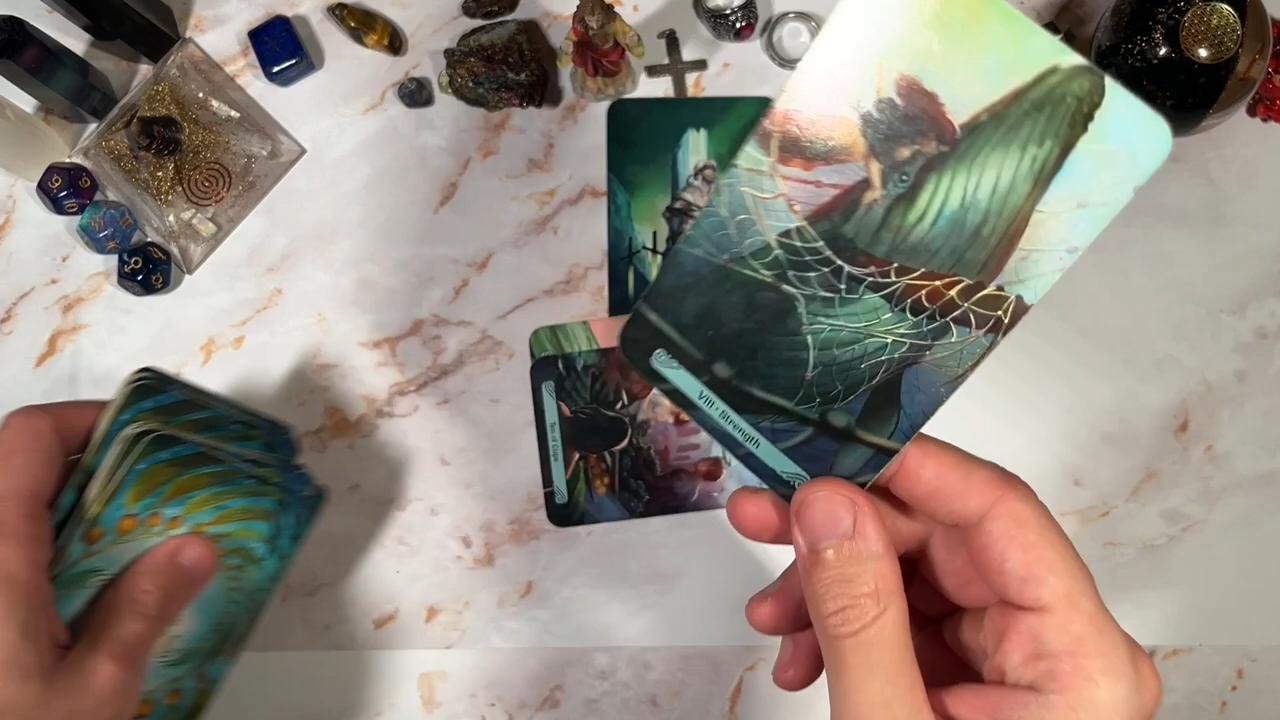 VIII • Strength
Ten of Cups